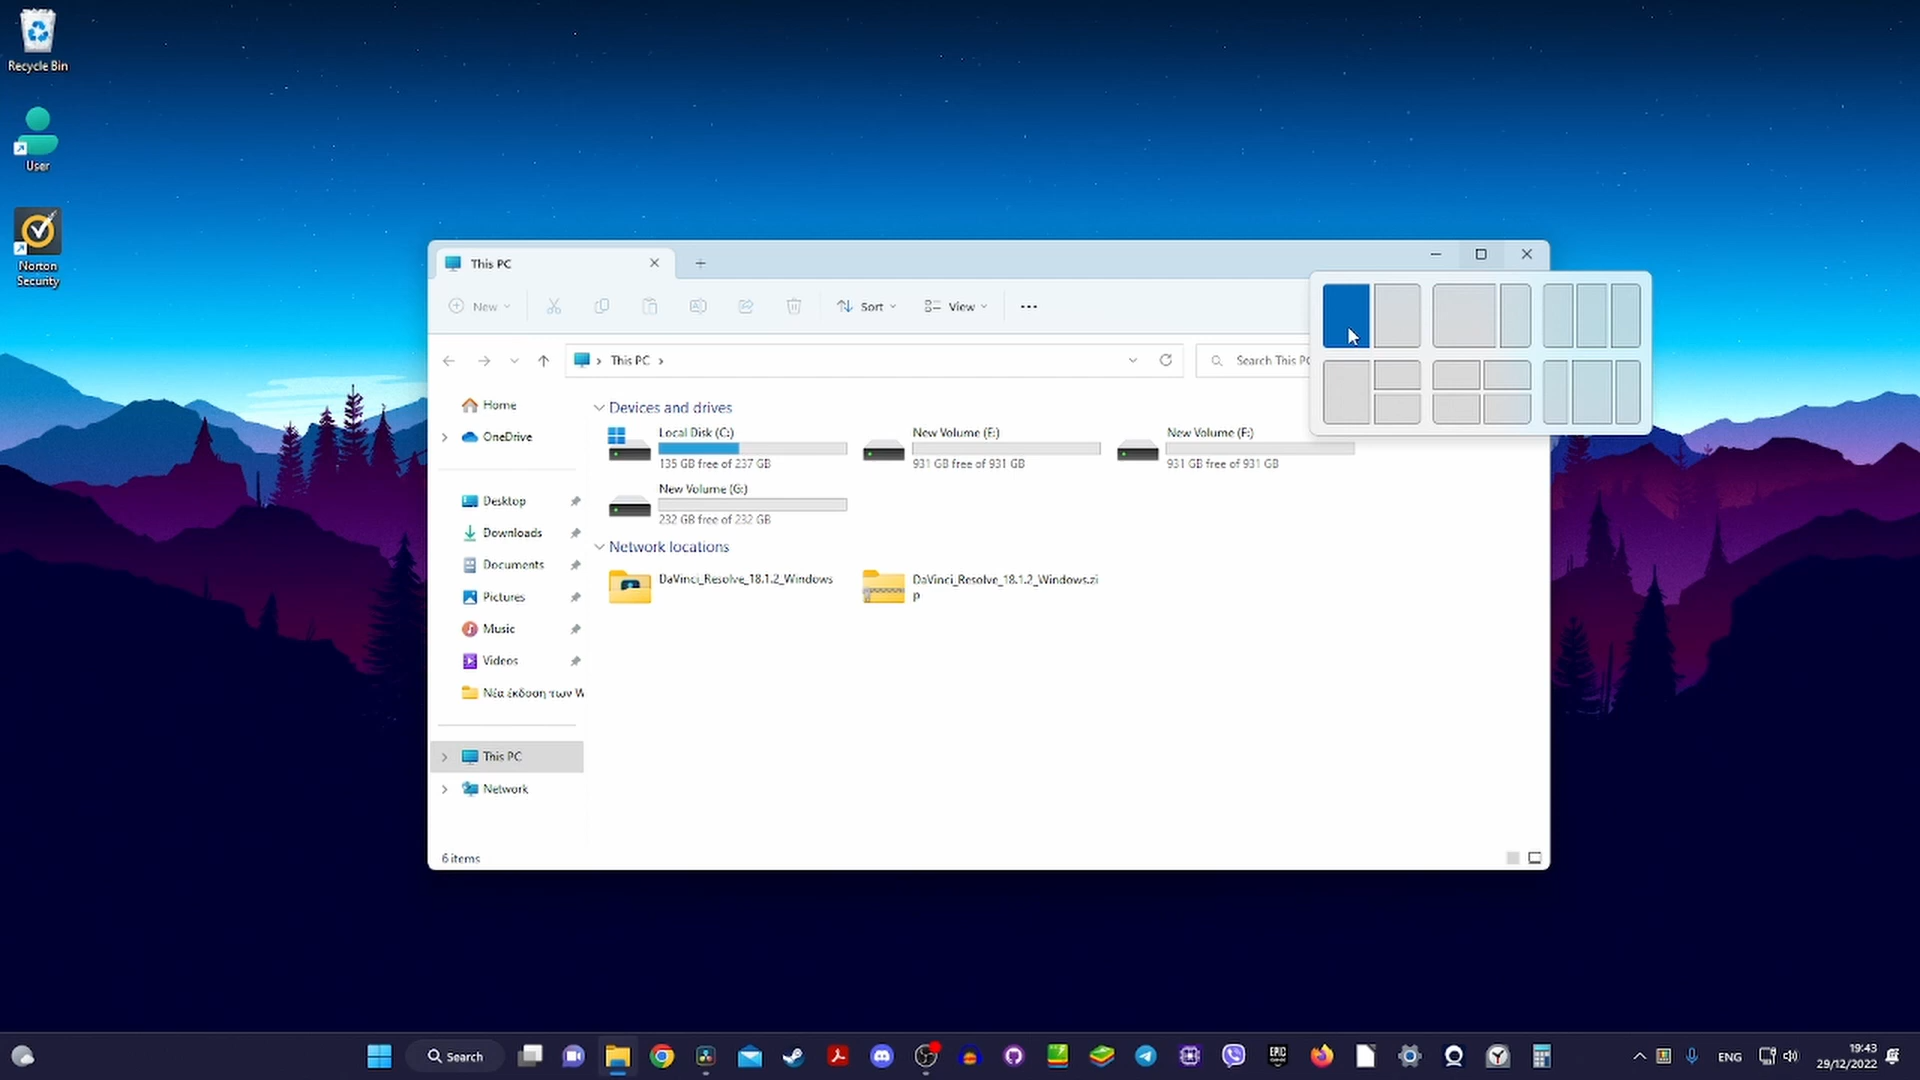 Recycle Bin
User
Norton
Security
This PC
New
Sort
View
This PC
Search This PC
Home
OneDrive
Desktop
Downloads
Documents
Pictures
Music
Videos
Νέα έκδοση των W
This PC
Network
Devices and drives
Local Disk (C:)
135 GB free of 237 GB
New Volume (E:)
931 GB free of 931 GB
New Volume (F:)
931 GB free of 931 GB
New Volume (G:)
232 GB free of 232 GB
Network locations
DaVinci_Resolve_18.1.2_Windows
DaVinci_Resolve_18.1.2_Windows.zi
p
6 items
Search
EPIC
ENG
19:43
29/12/2022